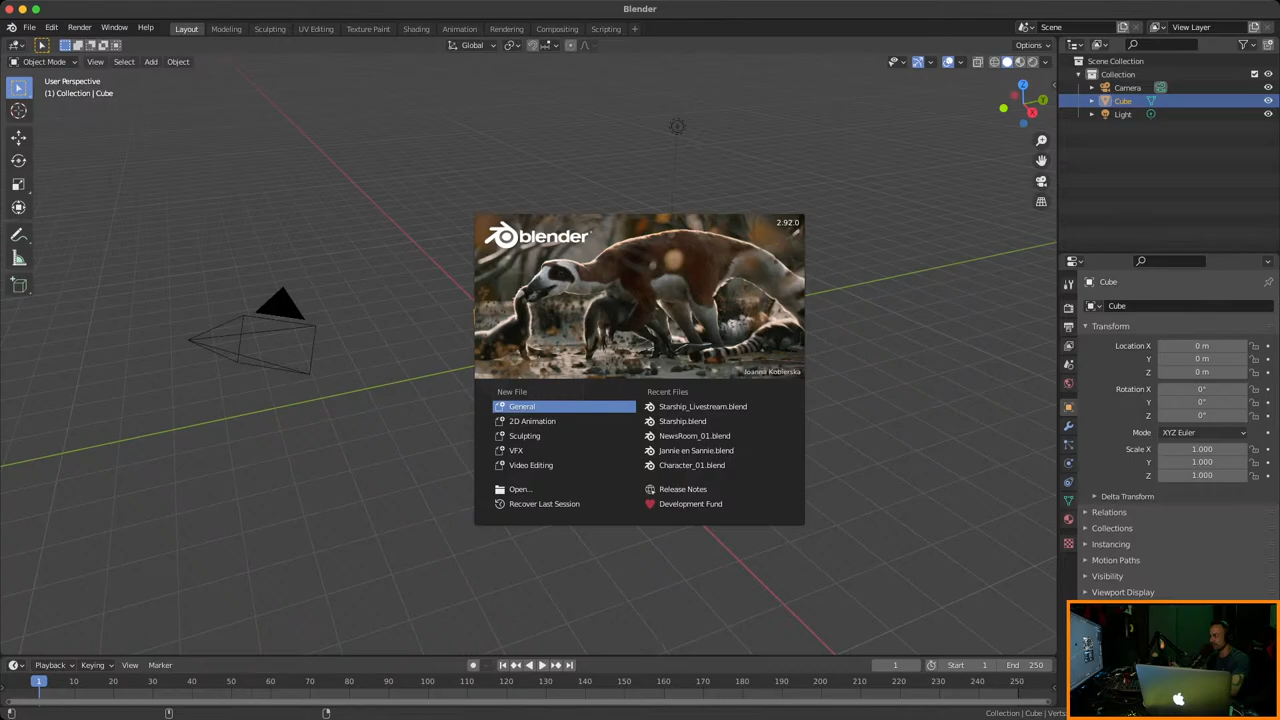 Blender
File Edit Render Window Help
Layout Modeling Sculpting UV Editing Texture Paint Shading Animation Rendering Compositing Scripting +
Scene View Layer
Global
Options
Object Mode View Select Add Object
User Perspective
(1) Collection | Cube
Z
Y
X
Scene Collection
Collection
Camera
Cube
Light
blender
2.92.0
Joanna Kobierska
New File
General
2D Animation
Sculpting
VFX
Video Editing
Open...
Recover Last Session
Recent Files
Starship_Livestream.blend
Starship.blend
NewsRoom_01.blend
Jannie en Sannie.blend
Character_01.blend
Release Notes
Development Fund
Cube
Cube
Transform
Location X 0 m
Y 0 m
Z 0 m
Rotation X 0°
Y 0°
Z 0°
Mode XYZ Euler
Scale X 1.000
Y 1.000
Z 1.000
Delta Transform
Relations
Collections
Instancing
Motion Paths
Visibility
Viewport Display
Playback Keying View Marker
1 Start 1 End 250
1 10 20 30 40 50 60 70 80 90 100 110 120 130 140 150 160 170 180 190 200 210 220 230 240 250
Collection | Cube | Verts: